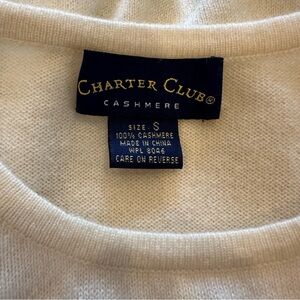 CHARTER CLUB®
CASHMERE
SIZE S
100% CASHMERE
MADE IN CHINA
WPL 8046
CARE ON REVERSE